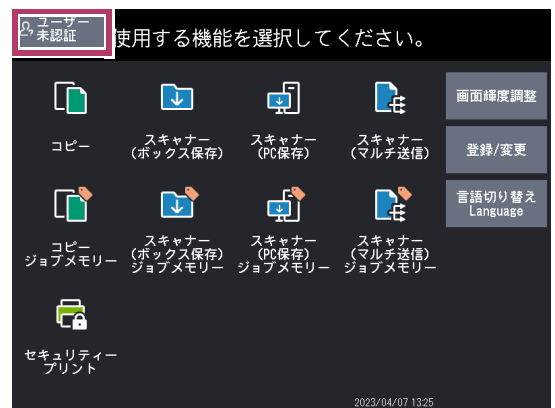 ユーザー
未認証
使用する機能を選択してください。
コピー
スキャナー
(ボックス保存)
スキャナー
(PC保存)
スキャナー
(マルチ送信)
画面輝度調整
登録/変更
言語切り替え
Language
コピー
ジョブメモリー
スキャナー
(ボックス保存)
ジョブメモリー
スキャナー
(PC保存)
ジョブメモリー
スキャナー
(マルチ送信)
ジョブメモリー
セキュリティー
プリント
2023/04/07 13:25